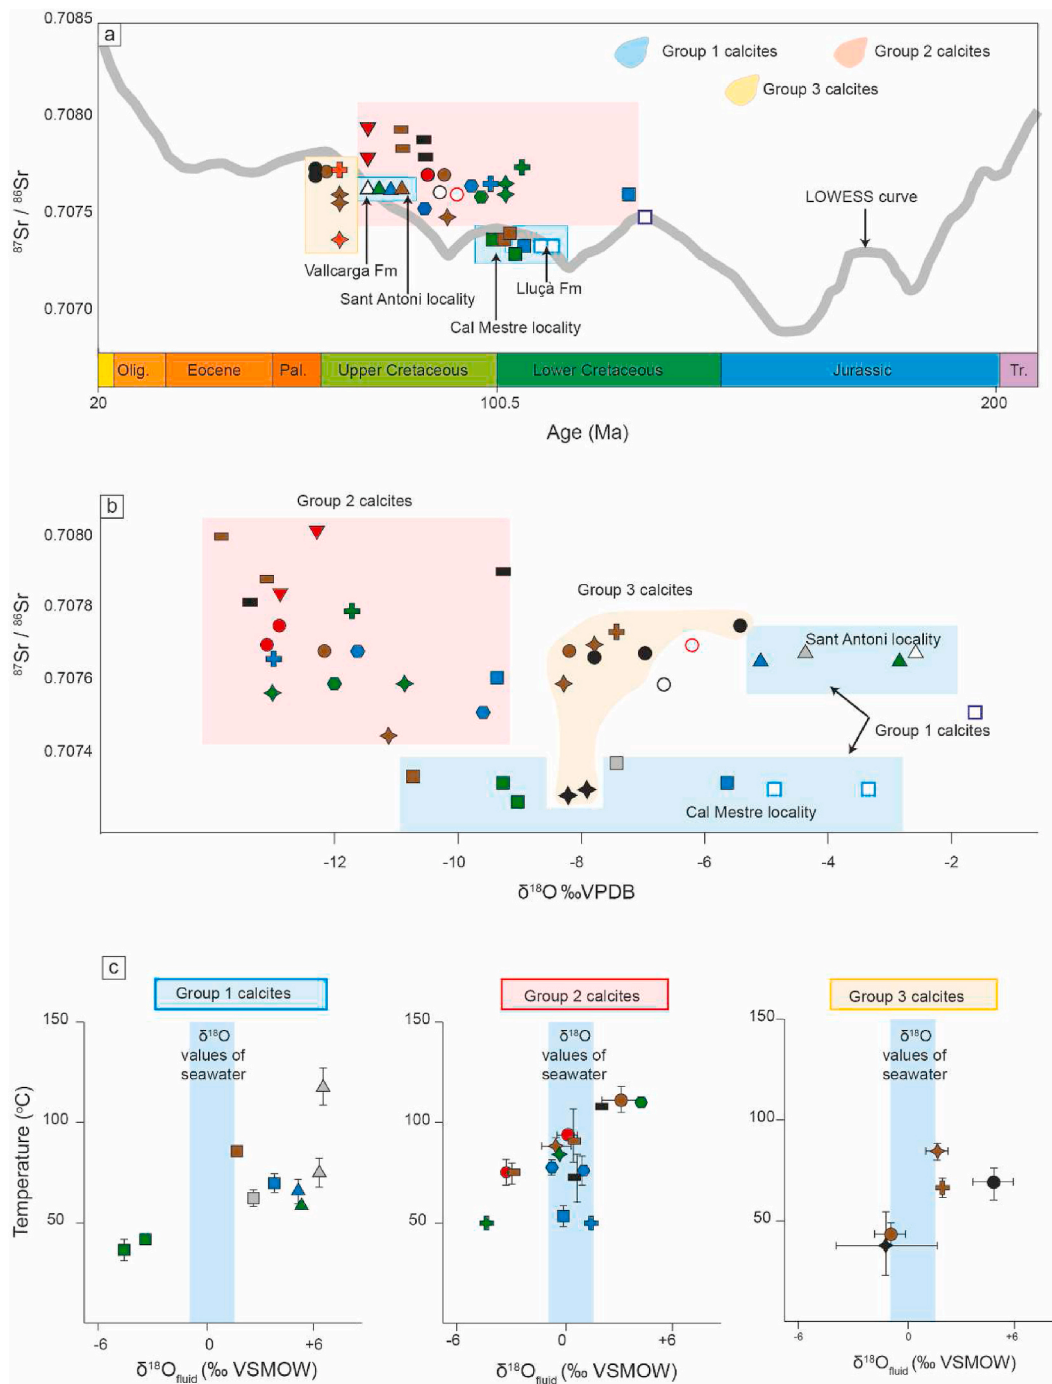 0.7085
a
Group 1 calcites
Group 2 calcites
Group 3 calcites
0.7080
0.7075
0.7070
87Sr / 86Sr
LOWESS curve
Vallcarga Fm
Sant Antoni locality
Lluçà Fm
Cal Mestre locality
Olig.
Eocene
Pal.
Upper Cretaceous
Lower Cretaceous
Jurassic
Tr.
20
100.5
200
Age (Ma)
b
Group 2 calcites
0.7080
0.7078
0.7076
0.7074
87Sr / 86Sr
Group 3 calcites
Sant Antoni locality
Group 1 calcites
Cal Mestre locality
-12
-10
-8
-6
-4
-2
δ18O ‰VPDB
c
Group 1 calcites
Group 2 calcites
Group 3 calcites
150
100
50
Temperature (°C)
δ18O
values of
seawater
-6
0
+6
δ18Ofluid (‰ VSMOW)
150
100
50
δ18O
values of
seawater
-6
0
+6
δ18Ofluid (‰ VSMOW)
150
100
50
δ18O
values of
seawater
-6
0
+6
δ18Ofluid (‰ VSMOW)